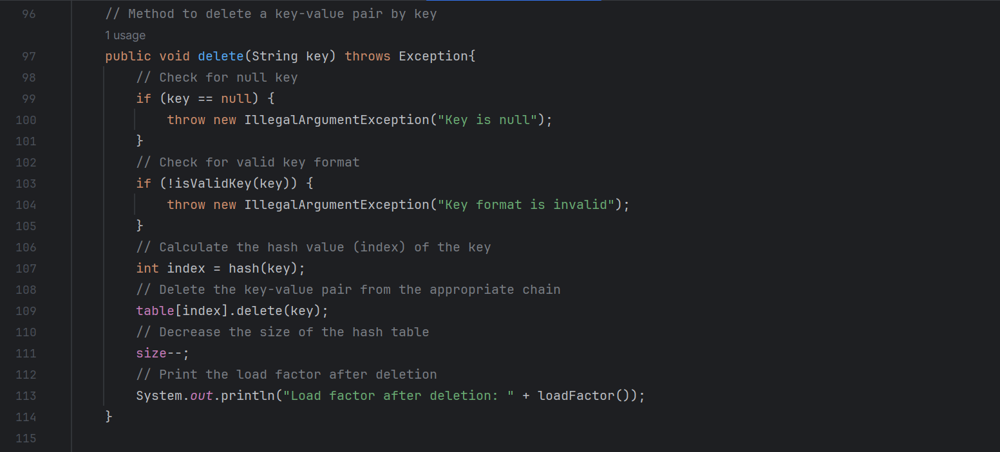 96 // Method to delete a key-value pair by key
1 usage
97 public void delete(String key) throws Exception{
98 // Check for null key
99 if (key == null) {
100 throw new IllegalArgumentException("Key is null");
101 }
102 // Check for valid key format
103 if (!isValidKey(key)) {
104 throw new IllegalArgumentException("Key format is invalid");
105 }
106 // Calculate the hash value (index) of the key
107 int index = hash(key);
108 // Delete the key-value pair from the appropriate chain
109 table[index].delete(key);
110 // Decrease the size of the hash table
111 size--;
112 // Print the load factor after deletion
113 System.out.println("Load factor after deletion: " + loadFactor());
114 }
115